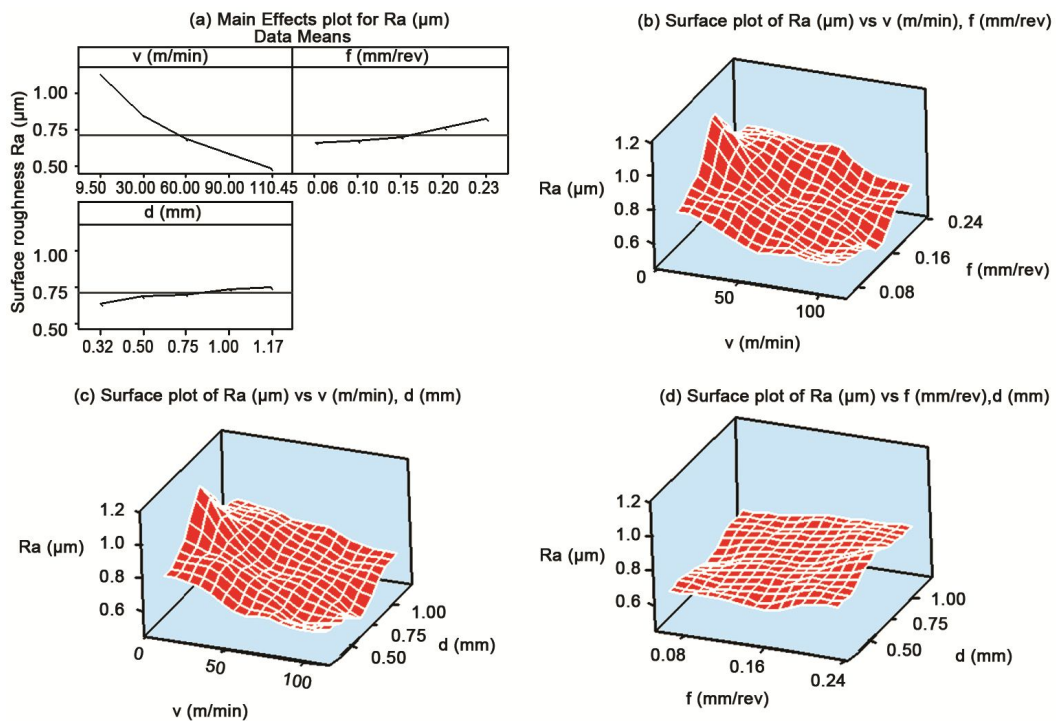 (a) Main Effects plot for Ra (µm)
Data Means
v (m/min)
f (mm/rev)
Surface roughness Ra (µm)
1.00
0.75
0.50
9.50 30.000 60.000 90.00 110.45
0.06 0.10 0.15 0.20 0.23
d (mm)
1.00
0.75
0.50
0.32 0.50 0.75 1.00 1.17
(b) Surface plot of Ra (µm) vs v (m/min), f (mm/rev)
1.2
1.0
0.8
0.6
Ra (µm)
0
50
100
v (m/min)
0.24
0.16
0.08
f (mm/rev)
(c) Surface plot of Ra (µm) vs v (m/min), d (mm)
1.2
1.0
0.8
0.6
Ra (µm)
0
50
100
v (m/min)
1.00
0.75
0.50
d (mm)
(d) Surface plot of Ra (µm) vs f (mm/rev),d (mm)
1.2
1.0
0.8
0.6
Ra (µm)
0.08
0.16
0.24
f (mm/rev)
1.00
0.75
0.50
d (mm)